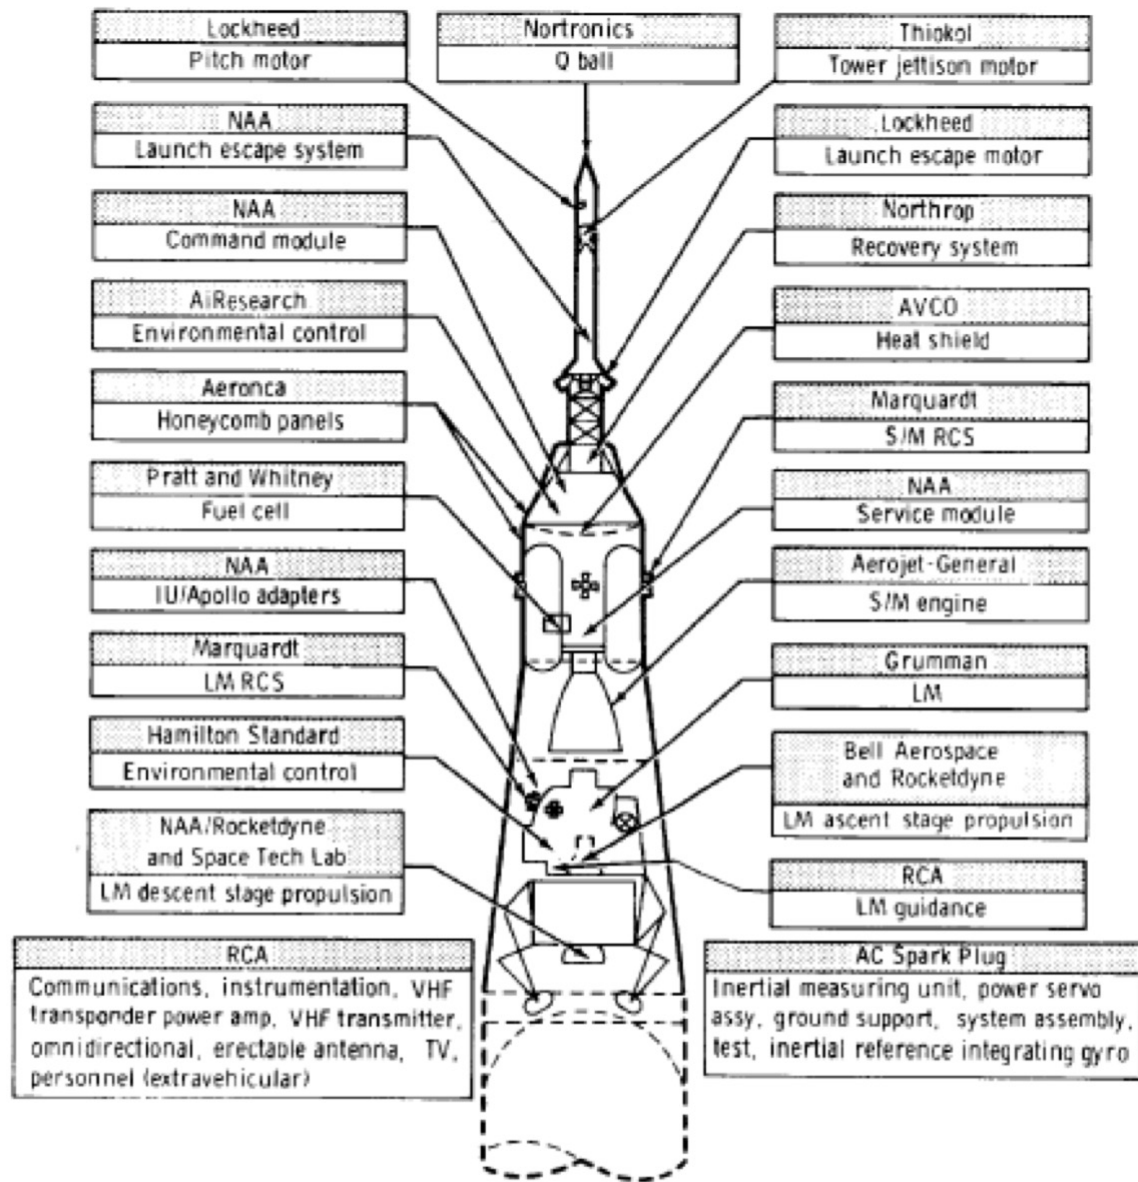 Lockheed
Pitch motor
Nortronics
Q ball
Thiokol
Tower jettison motor
NAA
Launch escape system
Lockheed
Launch escape motor
NAA
Command module
Northrop
Recovery system
AiResearch
Environmental control
AVCO
Heat shield
Aeronca
Honeycomb panels
Marquardt
S/M RCS
Pratt and Whitney
Fuel cell
NAA
Service module
NAA
IU/Apollo adapters
Aerojet-General
S/M engine
Marquardt
LM RCS
Grumman
LM
Hamilton Standard
Environmental control
Bell Aerospace
and Rocketdyne
LM ascent stage propulsion
NAA/Rocketdyne
and Space Tech Lab
LM descent stage propulsion
RCA
LM guidance
RCA
Communications, instrumentation, VHF
transponder power amp, VHF transmitter,
omnidirectional, erectable antenna, TV,
personnel (extravehicular)
AC Spark Plug
Inertial measuring unit, power servo
assy, ground support, system assembly,
test, inertial reference integrating gyro